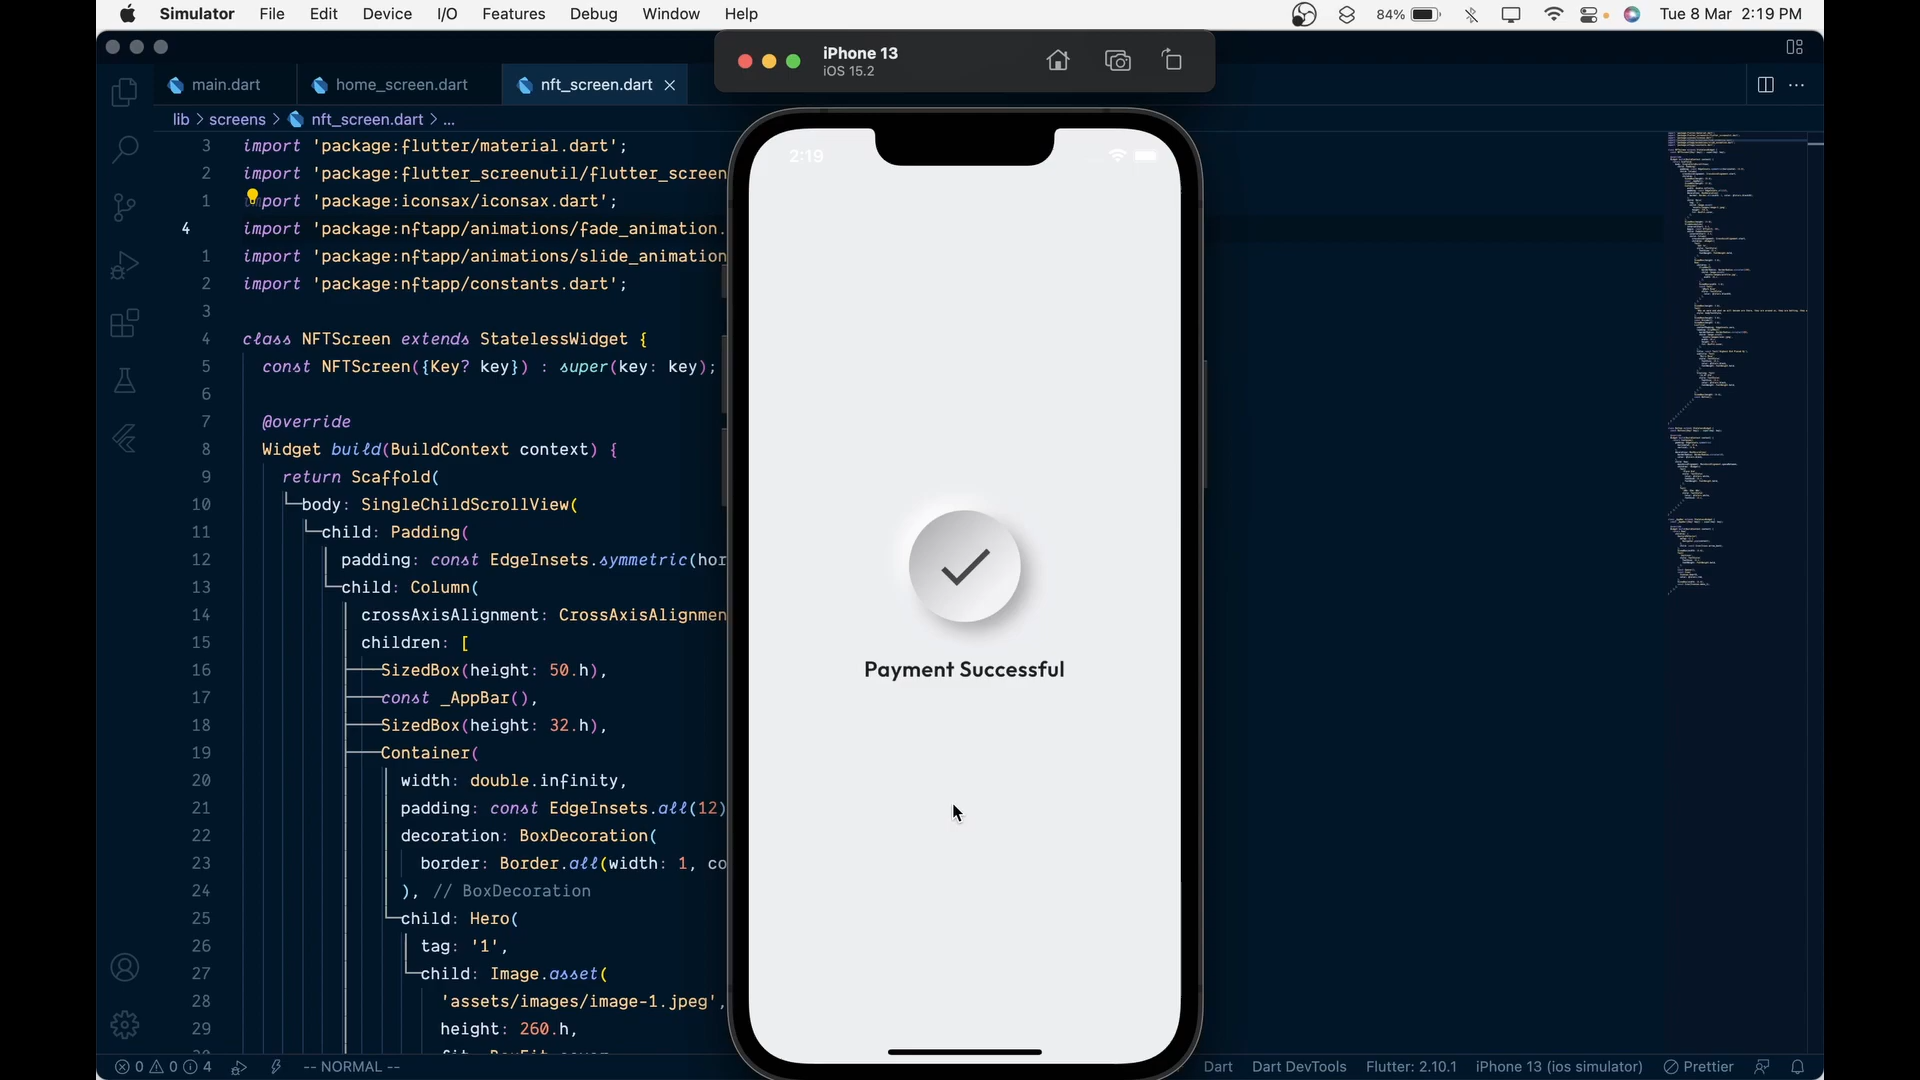 Simulator File Edit Device I/O Features Debug Window Help 84% Tue 8 Mar 2:19 PM
iPhone 13
iOS 15.2
main.dart home_screen.dart nft_screen.dart
lib > screens > nft_screen.dart > ...
3 import 'package:flutter/material.dart';
2 import 'package:flutter_screenutil/flutter_screen
1 import 'package:iconsax/iconsax.dart';
4 import 'package:nftapp/animations/fade_animation.
1 import 'package:nftapp/animations/slide_animation
2 import 'package:nftapp/constants.dart';
3
4 class NFTScreen extends StatelessWidget {
5 const NFTScreen({Key? key}) : super(key: key);
6
7 @override
8 Widget build(BuildContext context) {
9 return Scaffold(
10 body: SingleChildScrollView(
11 child: Padding(
12 padding: const EdgeInsets.symmetric(hor
13 child: Column(
14 crossAxisAlignment: CrossAxisAlignmen
15 children: [
16 SizedBox(height: 50.h),
17 const _AppBar(),
18 SizedBox(height: 32.h),
19 Container(
20 width: double.infinity,
21 padding: const EdgeInsets.all(12)
22 decoration: BoxDecoration(
23 border: Border.all(width: 1, co
24 ), // BoxDecoration
25 child: Hero(
26 tag: '1',
27 child: Image.asset(
28 'assets/images/image-1.jpeg',
29 height: 260.h,
2:19
Payment Successful
0 0 4 -- NORMAL -- Dart Dart DevTools Flutter: 2.10.1 iPhone 13 (ios simulator) Prettier